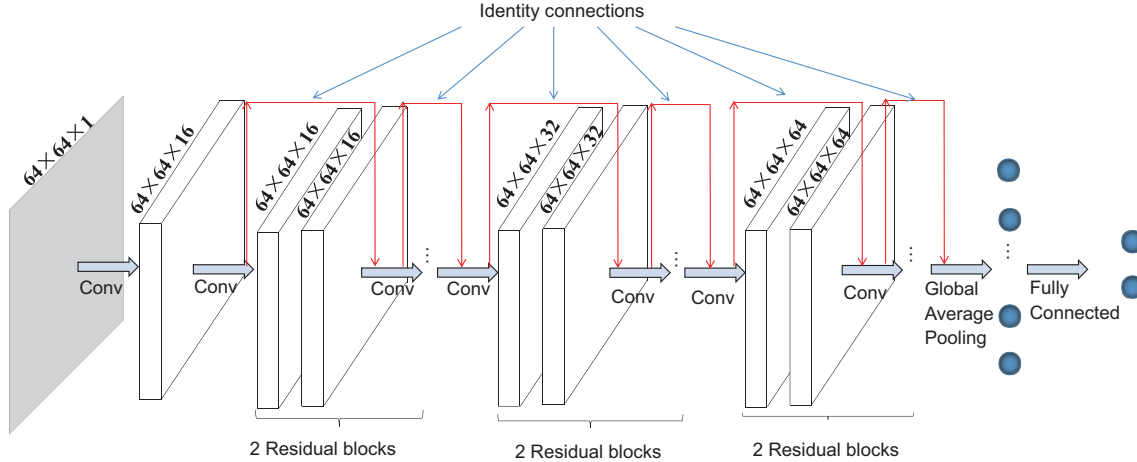 Identity connections
64×64×1
64×64×16
64×64×16
64×64×16
64×64×32
64×64×32
64×64×64
64×64×64
Conv
Conv
Conv
...
Conv
Conv
...
Conv
Conv
...
Global
Average
Pooling
...
Fully
Connected
2 Residual blocks
2 Residual blocks
2 Residual blocks